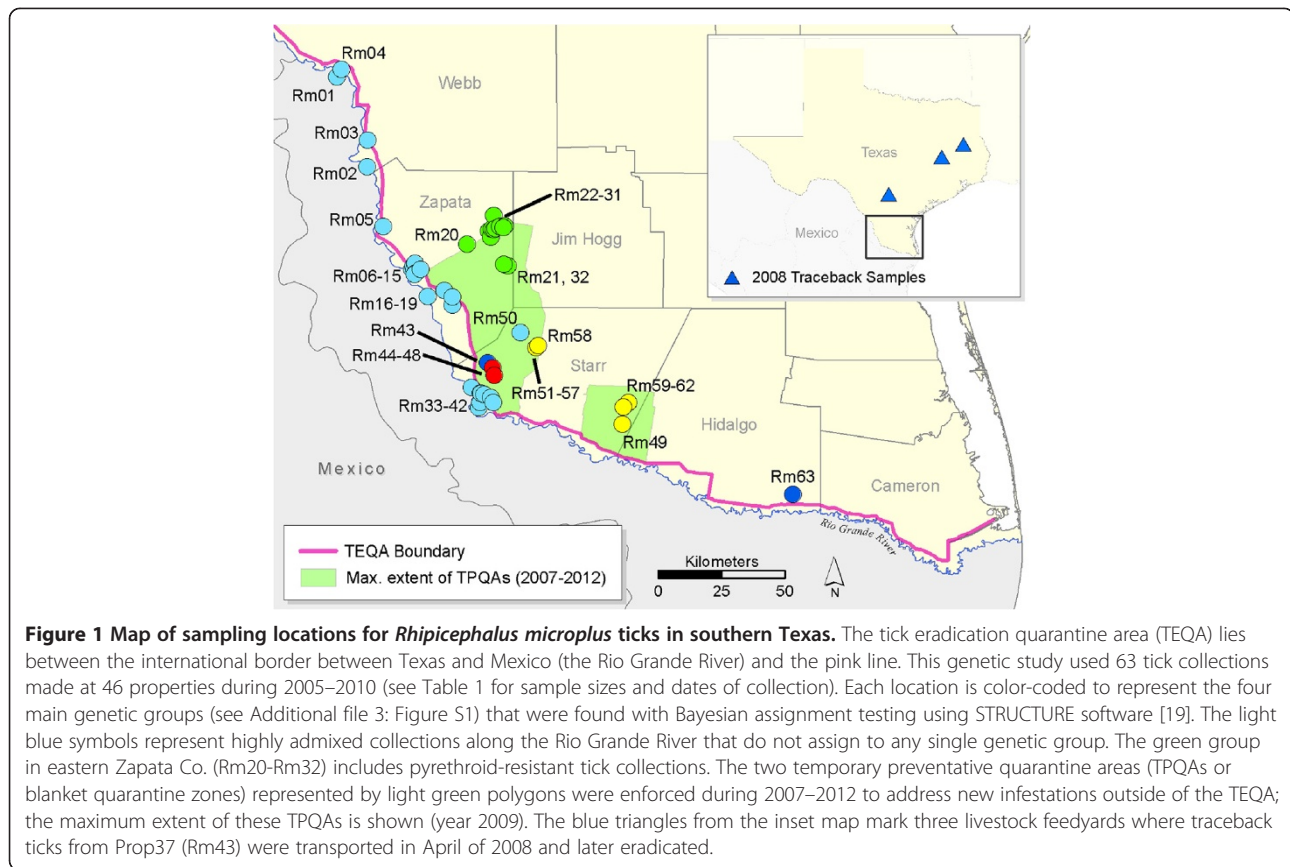 Rm04
Webb
Rm01
Rm03
Rm02
Texas
Zapata
Rm22-31
Rm05
Rm20
Jim Hogg
Mexico
Rm21, 32
2008 Traceback Samples
Rm06-15
Rm16-19
Rm50
Rm58
Rm43
Starr
Rm44-48
Rm51-57
Rm59-62
Rm33-42
Hidalgo
Rm49
Mexico
Rm63
Cameron
Rio Grande River
TEQA Boundary
Kilometers
Max. extent of TPQAs (2007-2012)
0 25 50
N
Figure 1 Map of sampling locations for Rhipicephalus microplus ticks in southern Texas. The tick eradication quarantine area (TEQA) lies
between the international border between Texas and Mexico (the Rio Grande River) and the pink line. This genetic study used 63 tick collections
made at 46 properties during 2005–2010 (see Table 1 for sample sizes and dates of collection). Each location is color-coded to represent the four
main genetic groups (see Additional file 3: Figure S1) that were found with Bayesian assignment testing using STRUCTURE software [19]. The light
blue symbols represent highly admixed collections along the Rio Grande River that do not assign to any single genetic group. The green group
in eastern Zapata Co. (Rm20-Rm32) includes pyrethroid-resistant tick collections. The two temporary preventative quarantine areas (TPQAs or
blanket quarantine zones) represented by light green polygons were enforced during 2007–2012 to address new infestations outside of the TEQA;
the maximum extent of these TPQAs is shown (year 2009). The blue triangles from the inset map mark three livestock feedyards where traceback
ticks from Prop37 (Rm43) were transported in April of 2008 and later eradicated.